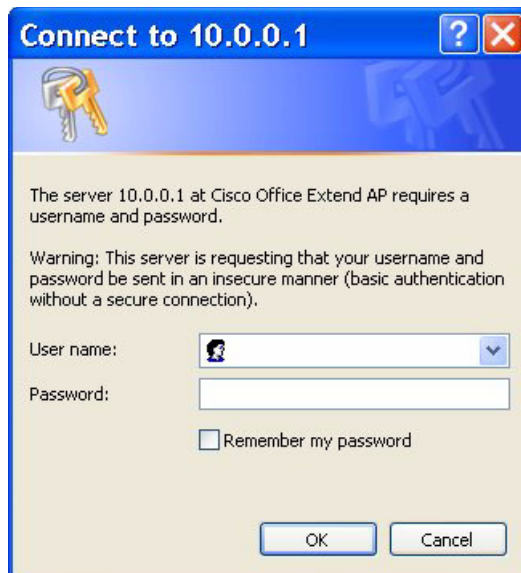 Connect to 10.0.0.1
The server 10.0.0.1 at Cisco Office Extend AP requires a
username and password.
Warning: This server is requesting that your username and
password be sent in an insecure manner (basic authentication
without a secure connection).
User name:
Password:
Remember my password
OK
Cancel